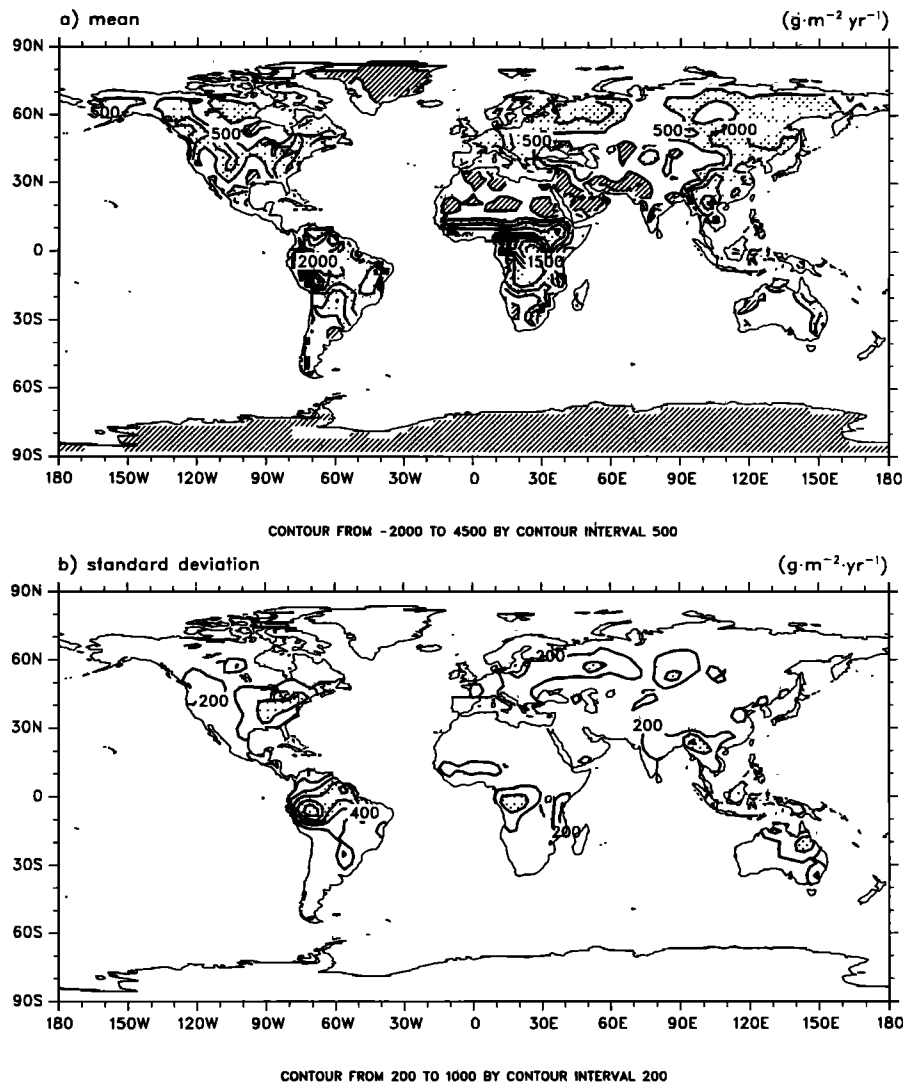 a) mean (g·m⁻² yr⁻¹)
90N
60N
30N
0
30S
60S
90S
500
500
500
500
1000
2000
1500
180 150W 120W 90W 60W 30W 0 30E 60E 90E 120E 150E 180
CONTOUR FROM -2000 TO 4500 BY CONTOUR INTERVAL 500
b) standard deviation (g·m⁻²·yr⁻¹)
90N
60N
30N
0
30S
60S
90S
200
200
200
400
200
180 150W 120W 90W 60W 30W 0 30E 60E 90E 120E 150E 180
CONTOUR FROM 200 TO 1000 BY CONTOUR INTERVAL 200